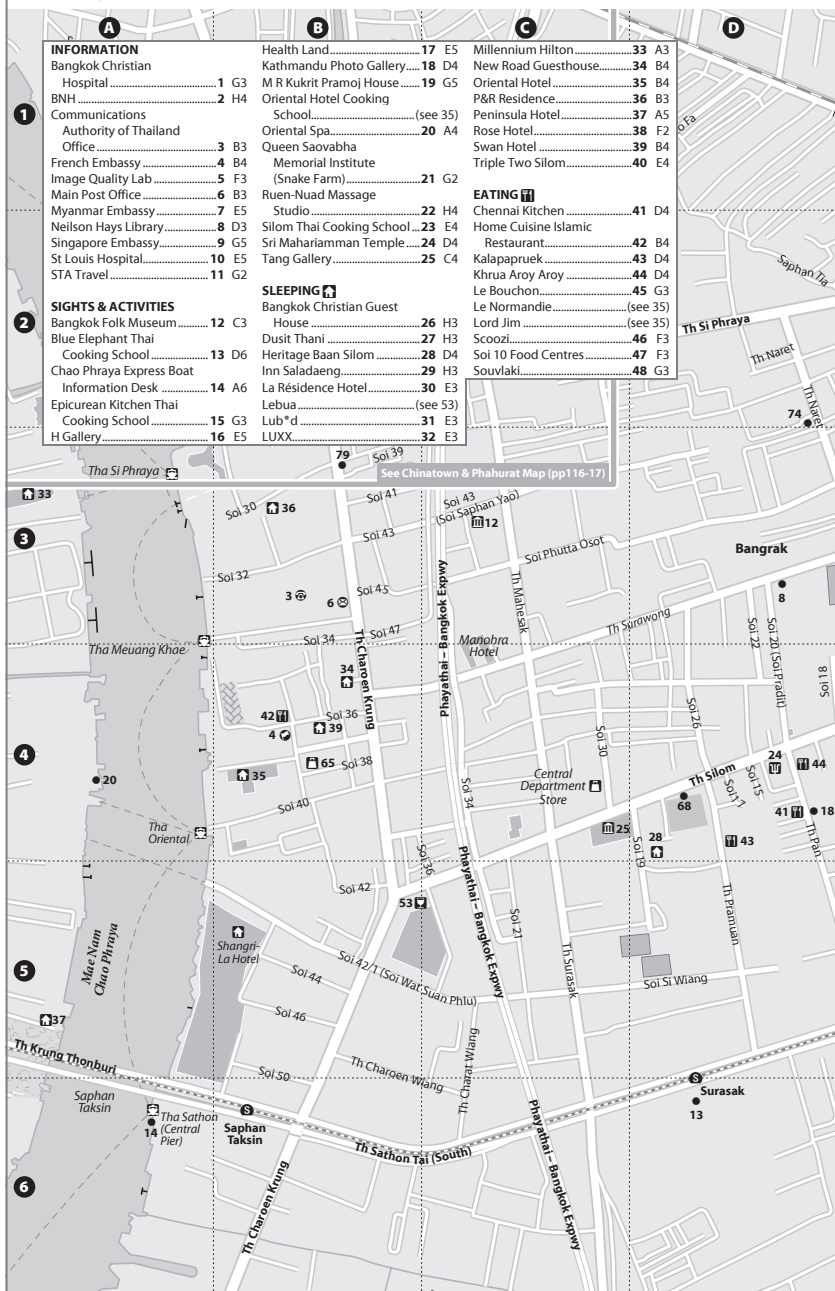 A
B
C
D
INFORMATION
Bangkok Christian
Hospital 1 G3
BNH 2 H4
Communications
Authority of Thailand
Office 3 B3
French Embassy 4 B4
Image Quality Lab 5 F3
Main Post Office 6 B3
Myanmar Embassy 7 E5
Neilson Hays Library 8 D3
Singapore Embassy 9 G5
St Louis Hospital 10 E5
STA Travel 11 G2
SIGHTS & ACTIVITIES
Bangkok Folk Museum 12 C3
Blue Elephant Thai
Cooking School 13 D6
Chao Phraya Express Boat
Information Desk 14 A6
Epicurean Kitchen Thai
Cooking School 15 G3
H Gallery 16 E5
Health Land 17 E5
Kathmandu Photo Gallery 18 D4
M R Kukrit Pramoj House 19 G5
Oriental Hotel Cooking
School (see 35)
Oriental Spa 20 A4
Queen Saovabha
Memorial Institute
(Snake Farm) 21 G2
Ruen-Nuad Massage
Studio 22 H4
Silom Thai Cooking School 23 E4
Sri Mahariamman Temple 24 D4
Tang Gallery 25 C4
SLEEPING
Bangkok Christian Guest
House 26 H3
Dusit Thani 27 H3
Heritage Baan Silom 28 D4
Inn Saladaeng 29 H3
La Résidence Hotel 30 E3
Lebua (see 53)
Lub*d 31 E3
LUXX 32 E3
Millennium Hilton 33 A3
New Road Guesthouse 34 B4
Oriental Hotel 35 B4
P&R Residence 36 B3
Peninsula Hotel 37 A5
Rose Hotel 38 F2
Swan Hotel 39 B4
Triple Two Silom 40 E4
EATING
Chennai Kitchen 41 D4
Home Cuisine Islamic
Restaurant 42 B4
Kalapapruek 43 D4
Khrua Aroy Aroy 44 D4
Le Bouchon 45 G3
Le Normandie (see 35)
Lord Jim (see 35)
Scoozi 46 F3
Soi 10 Food Centres 47 F3
Souvlaki 48 G3
1
2
Saphan Tia
Th Si Phraya
Th Naret
Th Naret
74
79
Soi 39
See Chinatown & Phahurat Map (pp116-17)
Tha Si Phraya
33
3
Soi 30
36
Soi 41
Soi 43
(Soi Saphan Yao)
12
Soi 43
Soi Phutta Osot
Bangrak
Soi 32
3
6
Soi 45
8
Th Mahesak
Th Surawong
Phayathai – Bangkok Expwy
Soi 34
Soi 47
Tha Meuang Khae
Th Charoen Krung
Manohra
Hotel
Soi 22
Soi 20 (Soi Pradit)
Soi 18
34
42
Soi 36
39
4
Soi 26
Soi 30
4
35
65
Soi 38
20
Soi 40
Tha
Oriental
Soi 34
Central
Department
Store
Th Silom
68
24
44
Soi 15
Soi 17
41
18
Th Pan
25
28
43
Soi 19
Soi 36
Soi 42
53
Phayathai – Bangkok Expwy
Soi 21
Th Pramuan
5
Mae Nam
Chao Phraya
Shangri-
La Hotel
Soi 44
Soi 42/1 (Soi Wat Suan Phlu)
Th Surasak
Soi Si Wiang
37
Soi 46
Th Krung Thonburi
Th Charoen Wiang
Th Charat Wiang
Soi 50
Saphan
Taksin
Surasak
13
Tha Sathon
(Central
Pier)
14
Saphan
Taksin
Th Sathon Tai (South)
6
Th Charoen Krung
Phayathai – Bangkok Expwy